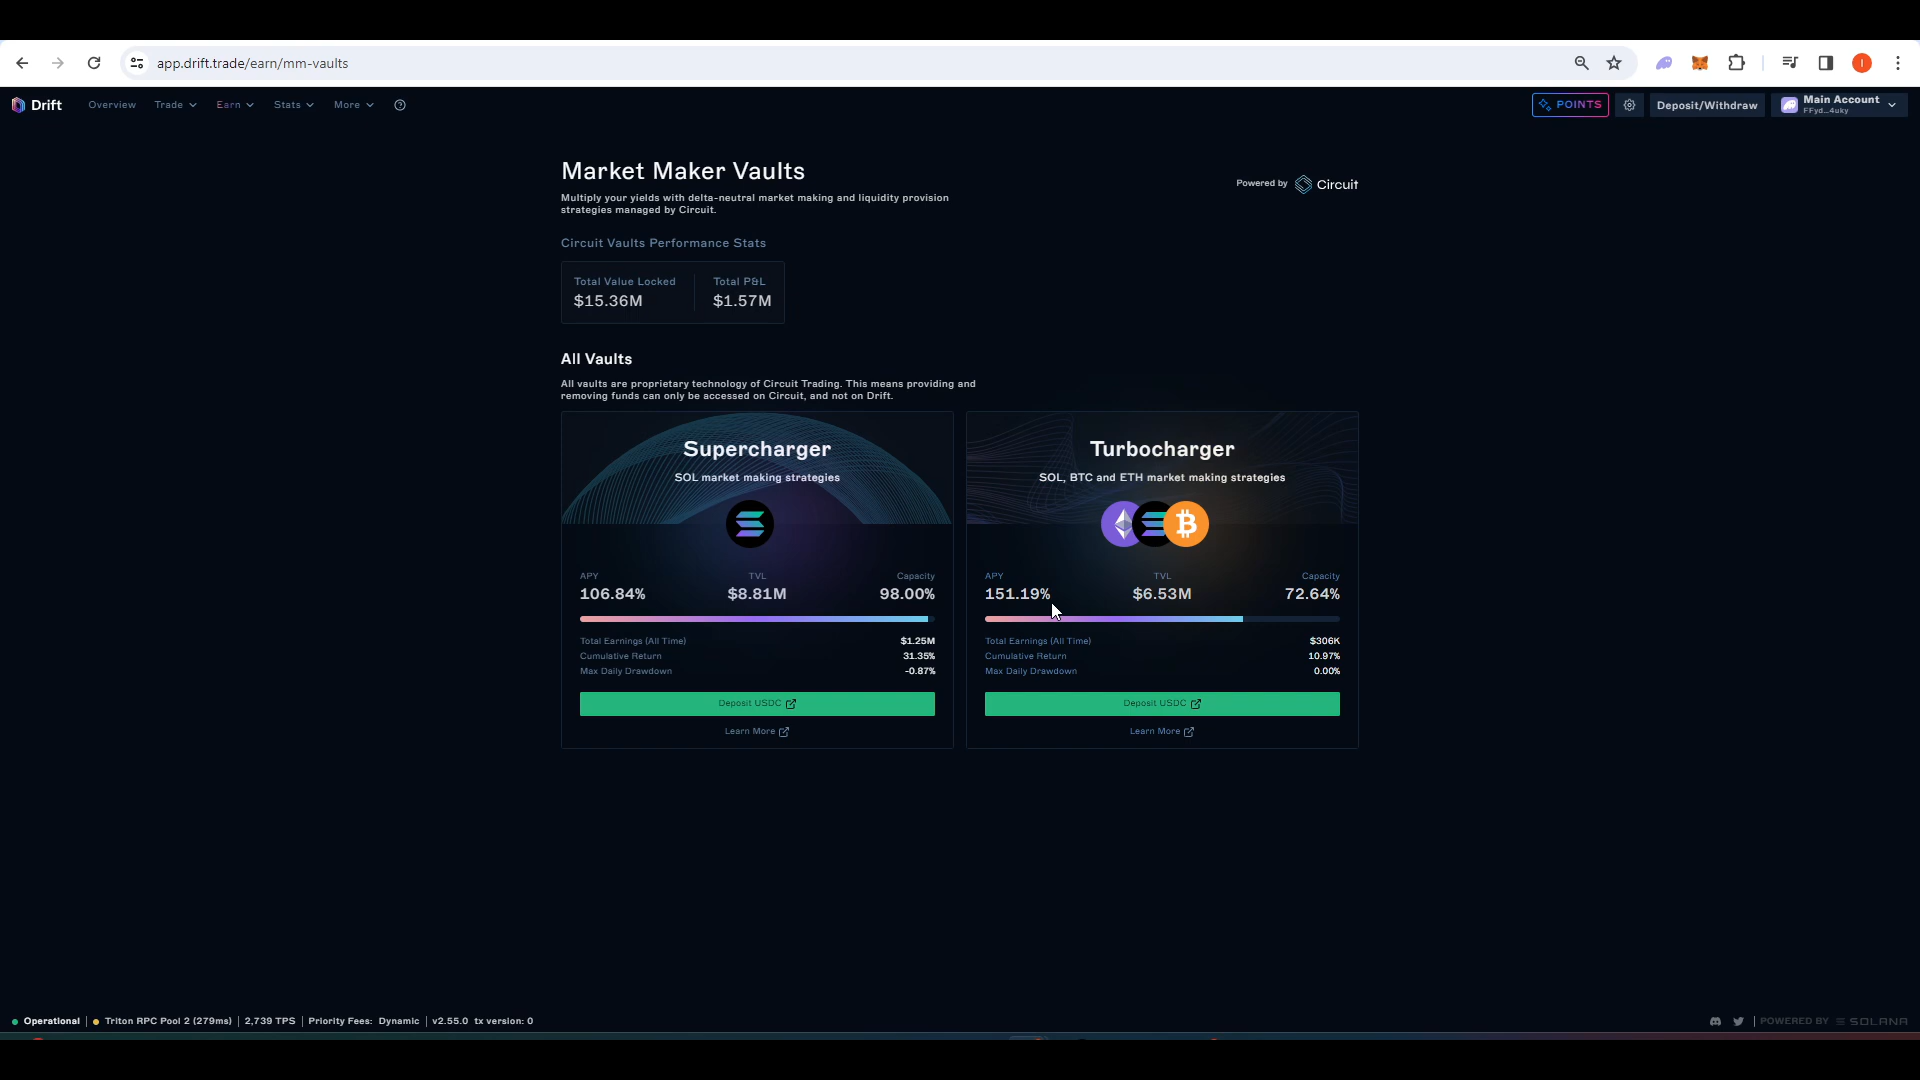 app.drift.trade/earn/mm-vaults
I
Drift
Overview
Trade
Earn
Stats
More
POINTS
Deposit/Withdraw
Main Account
FFyd...4uky
Market Maker Vaults
Multiply your yields with delta-neutral market making and liquidity provision
strategies managed by Circuit.
Powered by Circuit
Circuit Vaults Performance Stats
Total Value Locked Total P&L
$15.36M $1.57M
All Vaults
All vaults are proprietary technology of Circuit Trading. This means providing and
removing funds can only be accessed on Circuit, and not on Drift.
Supercharger
SOL market making strategies
APY TVL Capacity
106.84% $8.81M 98.00%
Total Earnings (All Time) $1.25M
Cumulative Return 31.35%
Max Daily Drawdown -0.87%
Deposit USDC
Learn More
Turbocharger
SOL, BTC and ETH market making strategies
APY TVL Capacity
151.19% $6.53M 72.64%
Total Earnings (All Time) $306K
Cumulative Return 10.97%
Max Daily Drawdown 0.00%
Deposit USDC
Learn More
Operational | Triton RPC Pool 2 (279ms) | 2,739 TPS | Priority Fees: Dynamic | v2.55.0 tx version: 0
POWERED BY SOLANA